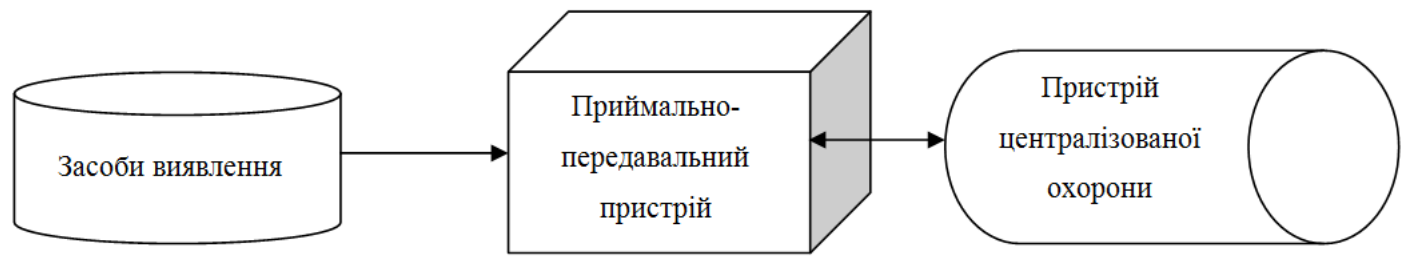 Засоби виявлення
Приймально-
передавальний
пристрій
Пристрій
централізованої
охорони